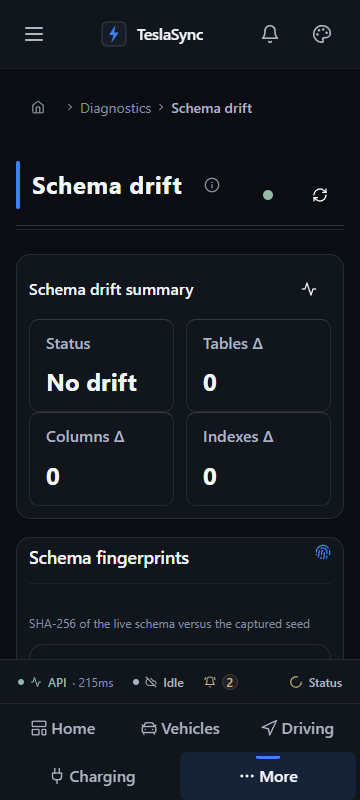 TeslaSync
Diagnostics > Schema drift
Schema drift
Schema drift summary
Status
No drift
Tables Δ
0
Columns Δ
0
Indexes Δ
0
Schema fingerprints
SHA-256 of the live schema versus the captured seed
API · 215ms
Idle
2
Status
Home
Vehicles
Driving
Charging
More